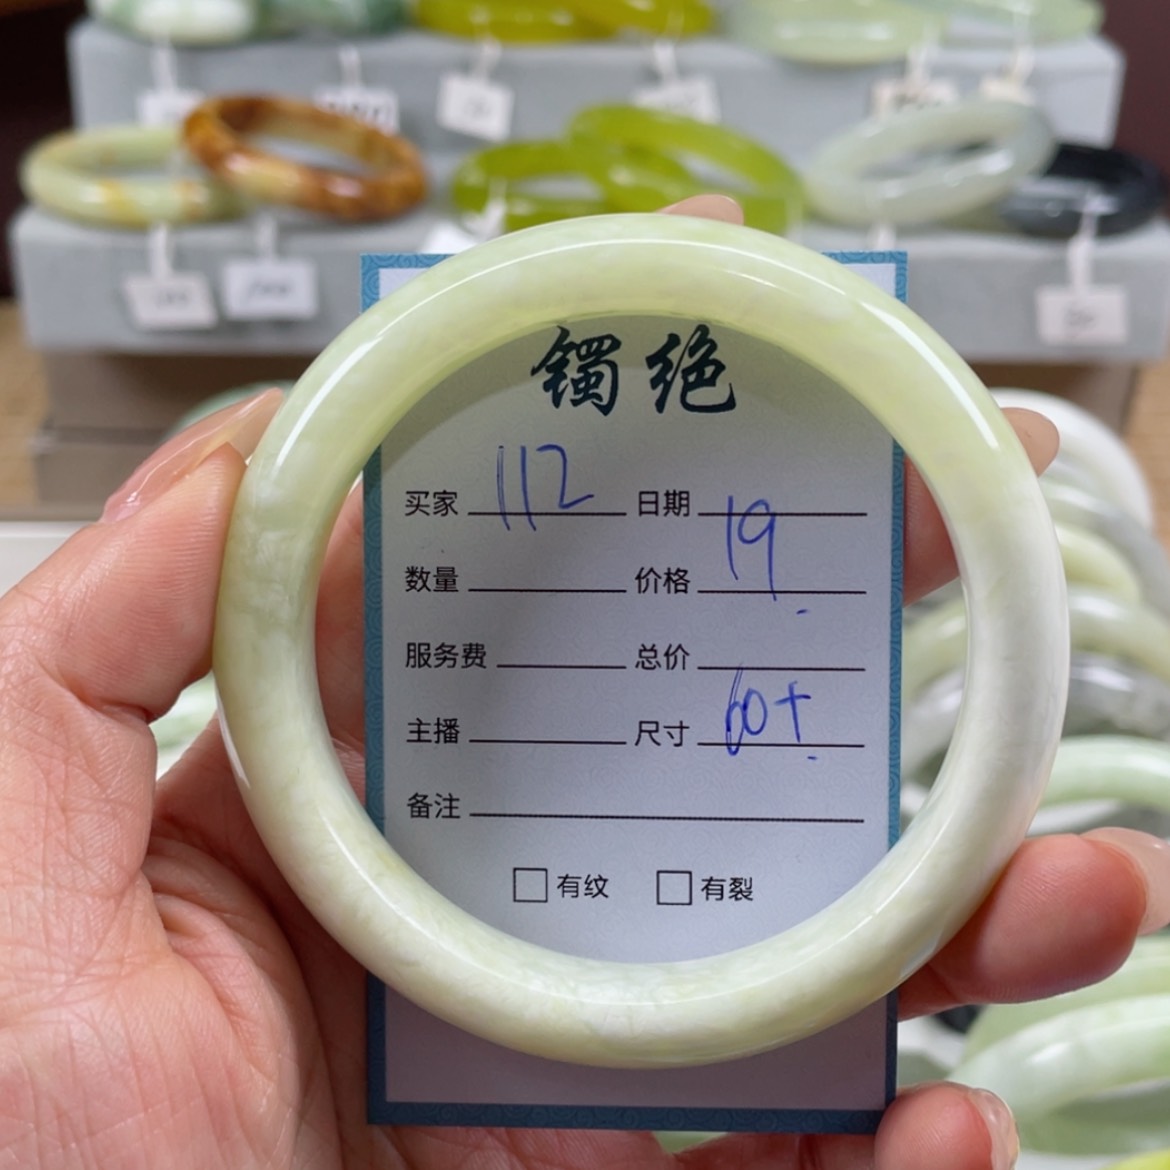 镯绝
买家 112 日期
数量 价格 19
服务费 总价
主播 尺寸 60+
备注
□ 有纹 □ 有裂